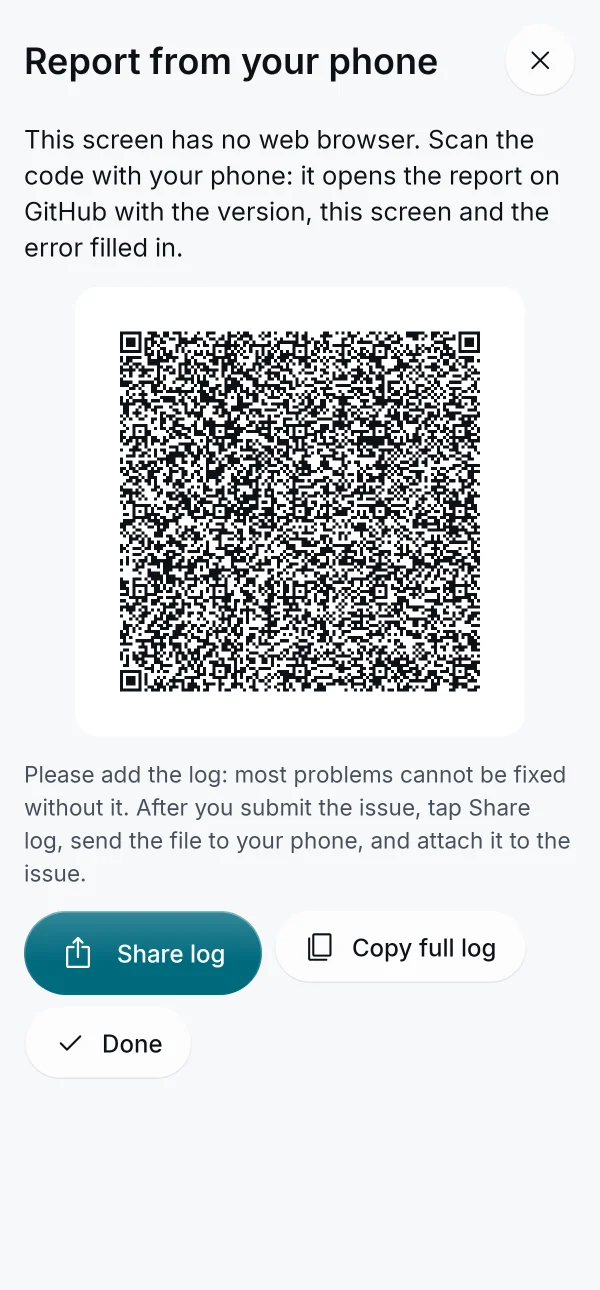 Report from your phone
This screen has no web browser. Scan the
code with your phone: it opens the report on
GitHub with the version, this screen and the
error filled in.
Please add the log: most problems cannot be fixed
without it. After you submit the issue, tap Share
log, send the file to your phone, and attach it to the
issue.
Share log
Copy full log
Done